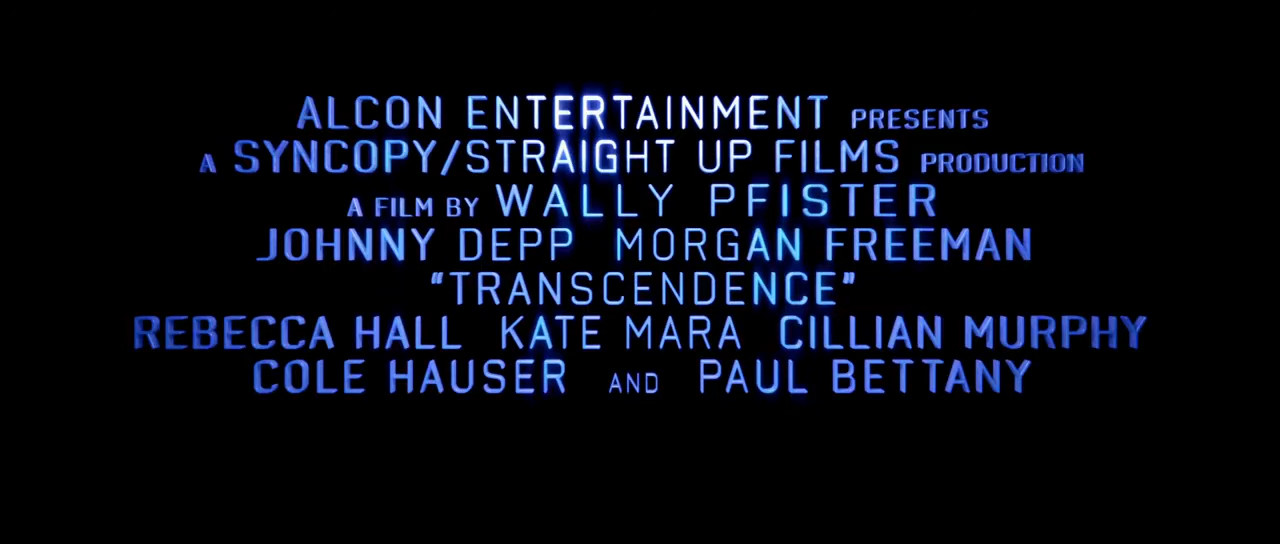 ALCON ENTERTAINMENT PRESENTS
A SYNCOPY/STRAIGHT UP FILMS PRODUCTION
A FILM BY WALLY PFISTER
JOHNNY DEPP MORGAN FREEMAN
"TRANSCENDENCE"
REBECCA HALL KATE MARA CILLIAN MURPHY
COLE HAUSER AND PAUL BETTANY